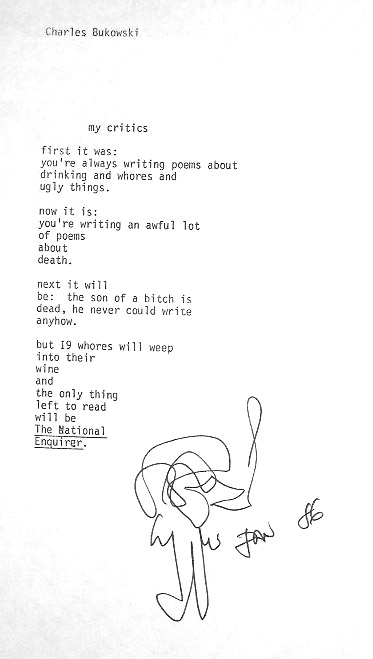 Charles Bukowski
my critics
first it was:
you're always writing poems about
drinking and whores and
ugly things.
now it is:
you're writing an awful lot
of poems
about
death.
next it will
be:  the son of a bitch is
dead, he never could write
anyhow.
but 19 whores will weep
into their
wine
and
the only thing
left to read
will be
The National
Enquirer.
JAN 86